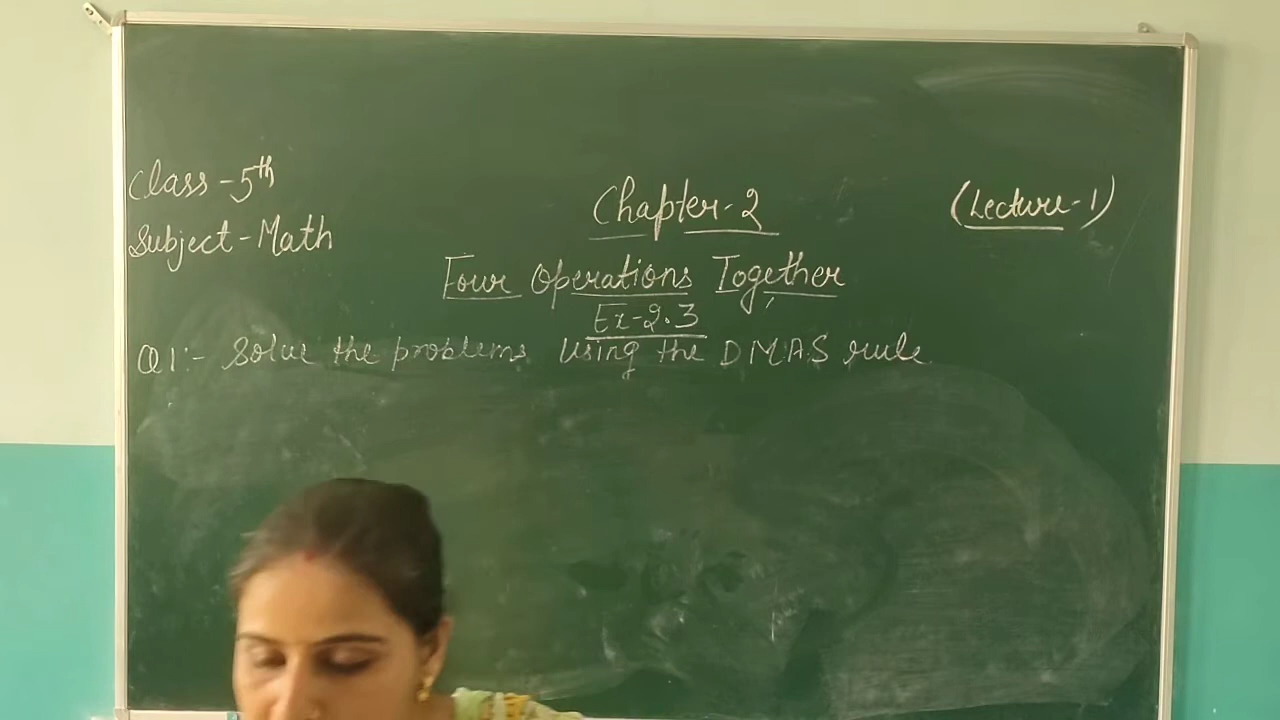 Class-5th
Subject-Math
Chapter-2
(Lecture-1)
Four Operations Together
Ex-2.3
Q1:- Solve the problems Using the DMAS rule